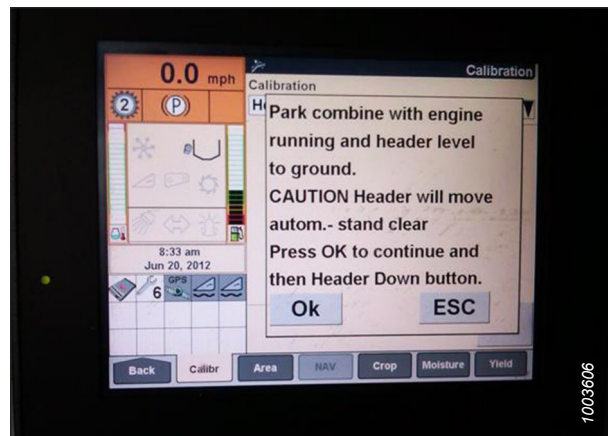 0.0 mph
Calibration
Calibration
2
P
He
Park combine with engine
running and header level
to ground.
CAUTION Header will move
autom.- stand clear
Press OK to continue and
then Header Down button.
Ok
ESC
8:33 am
Jun 20, 2012
6
GPS
Back
Calibr
Area
NAV
Crop
Moisture
Yield
1003606